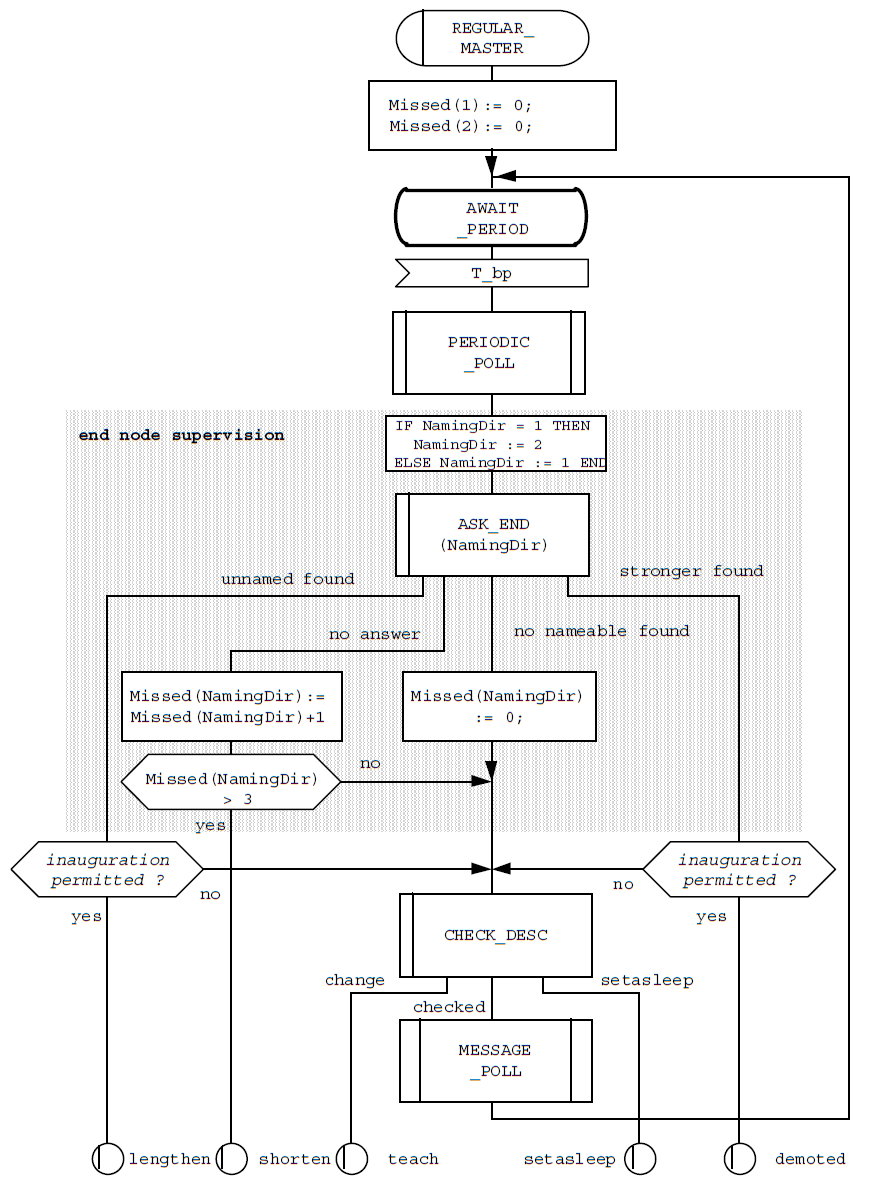 REGULAR_
MASTER
Missed(1):= 0;
Missed(2):= 0;
AWAIT
_PERIOD
T_bp
PERIODIC
_POLL
end node supervision
IF NamingDir = 1 THEN
NamingDir := 2
ELSE NamingDir := 1 END
ASK_END
(NamingDir)
unnamed found
stronger found
no answer
no nameable found
Missed(NamingDir):=
Missed(NamingDir)+1
Missed(NamingDir)
:= 0;
no
Missed(NamingDir)
> 3
yes
inauguration
permitted ?
inauguration
permitted ?
no
no
yes
yes
CHECK_DESC
change
setasleep
checked
MESSAGE
_POLL
lengthen
shorten
teach
setasleep
demoted